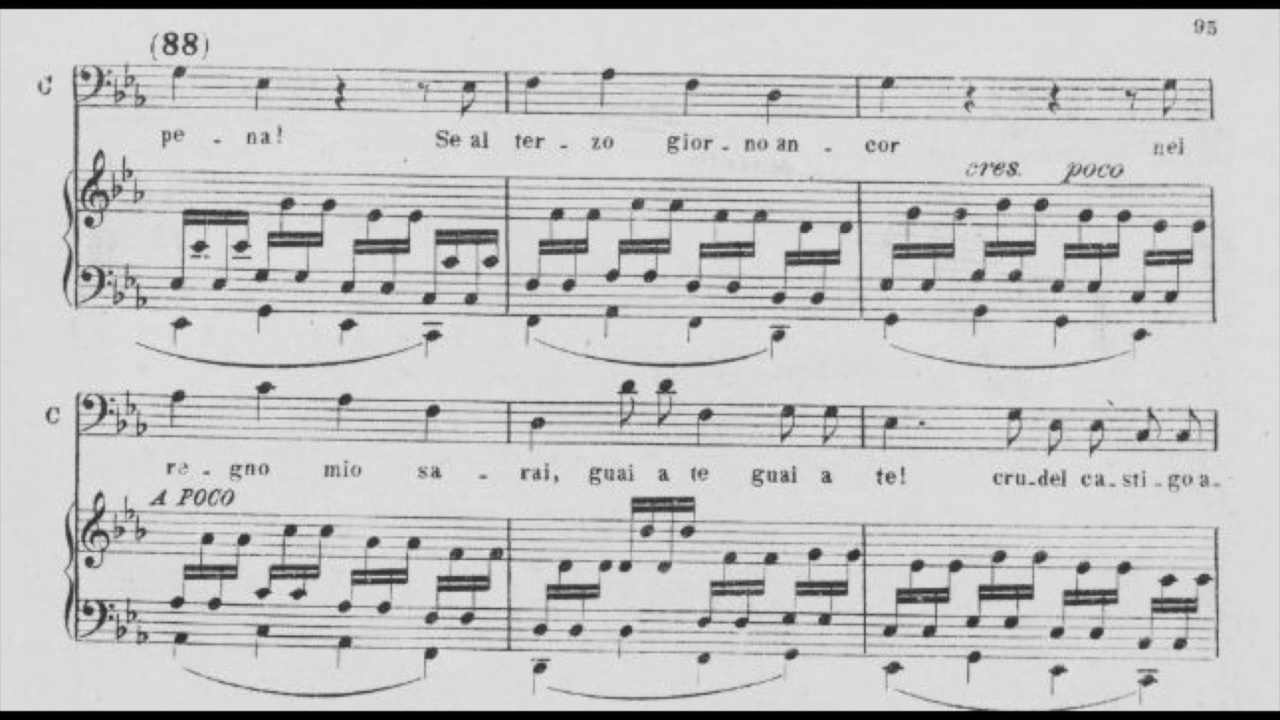 95
(88)
C
pe - na! Se al ter - zo gior - no an - cor nel
cres. poco
C
re - gno mio sa - rai, guai a te guai a te! cru-del ca-sti-go a-
A POCO